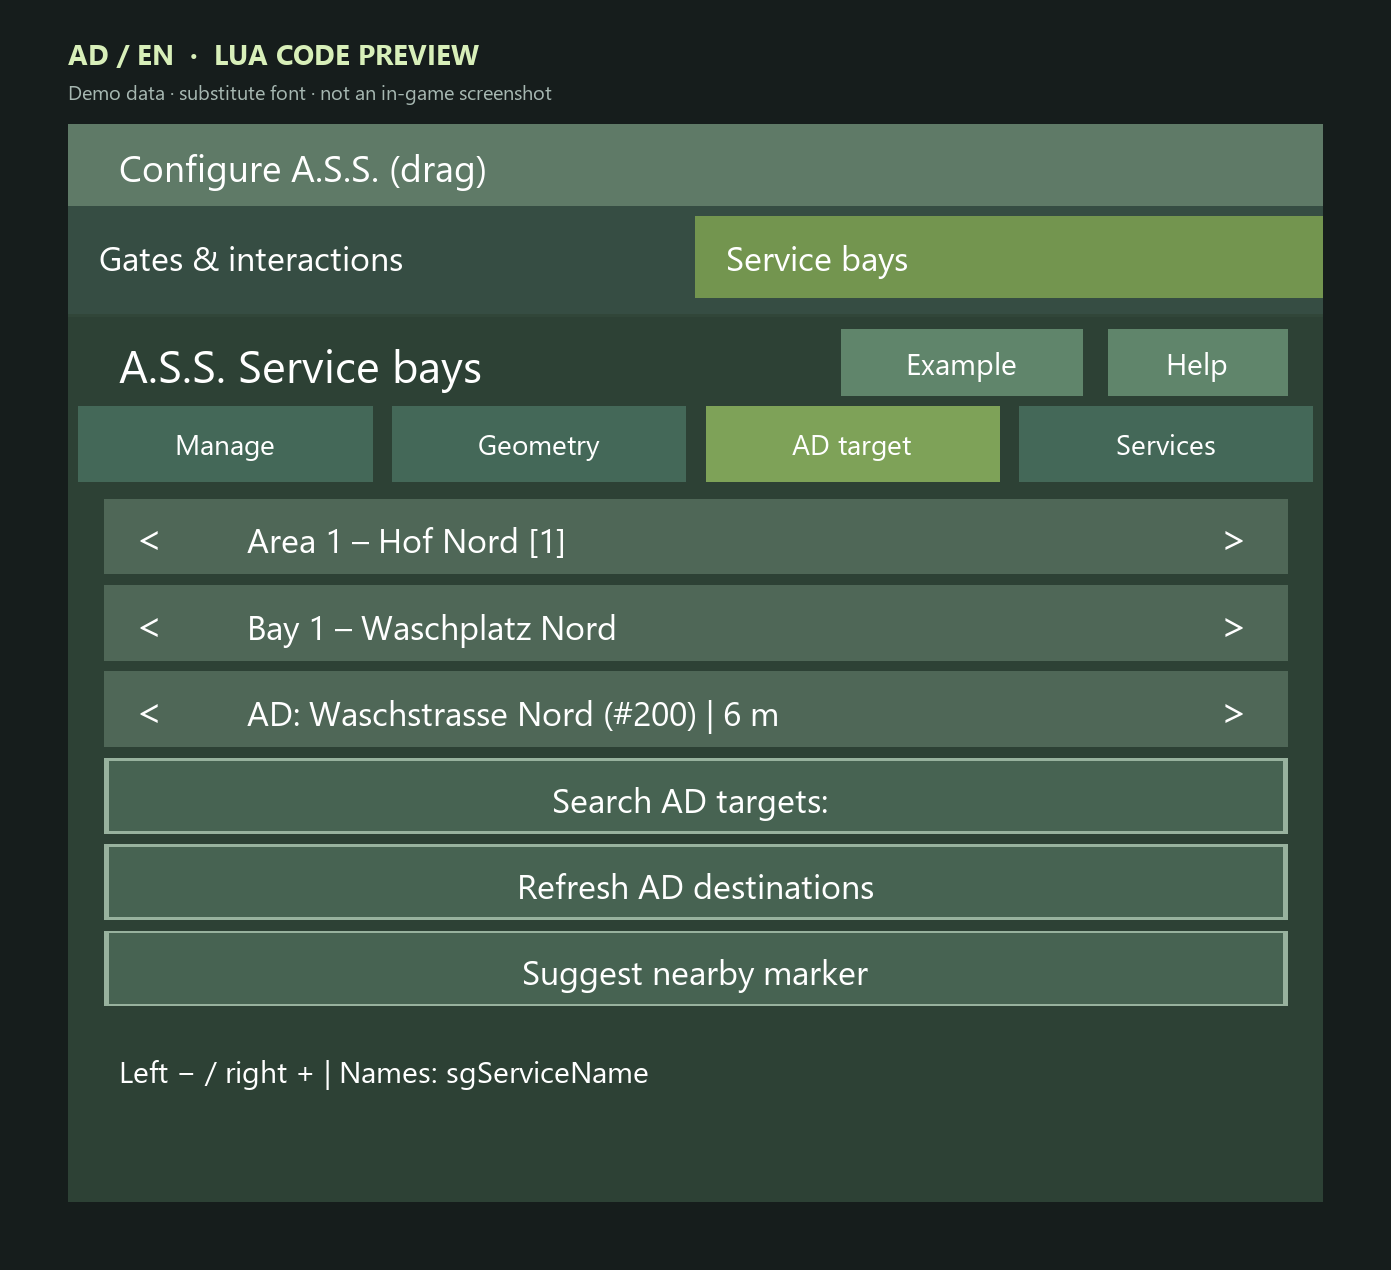 AD / EN · LUA CODE PREVIEW
Demo data · substitute font · not an in-game screenshot
Configure A.S.S. (drag)
Gates & interactions
Service bays
A.S.S. Service bays
Example
Help
Manage
Geometry
AD target
Services
< Area 1 – Hof Nord [1] >
< Bay 1 – Waschplatz Nord >
< AD: Waschstrasse Nord (#200) | 6 m >
Search AD targets:
Refresh AD destinations
Suggest nearby marker
Left − / right + | Names: sgServiceName